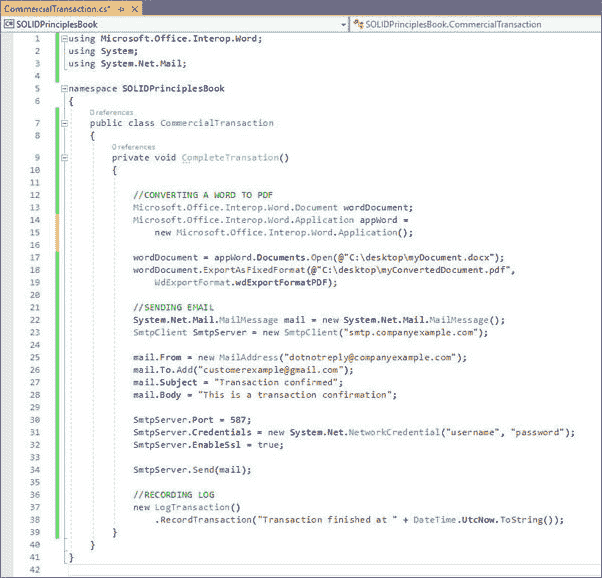 CommercialTransaction.cs*
SOLIDPrinciplesBook SOLIDPrinciplesBook.CommercialTransaction
1 using Microsoft.Office.Interop.Word;
2 using System;
3 using System.Net.Mail;
4
5 namespace SOLIDPrinciplesBook
6 {
0 references
7 public class CommercialTransaction
8 {
0 references
9 private void CompleteTransation()
10 {
11
12 //CONVERTING A WORD TO PDF
13 Microsoft.Office.Interop.Word.Document wordDocument;
14 Microsoft.Office.Interop.Word.Application appWord =
15 new Microsoft.Office.Interop.Word.Application();
16
17 wordDocument = appWord.Documents.Open(@"C:\desktop\myDocument.docx");
18 wordDocument.ExportAsFixedFormat(@"C:\desktop\myConvertedDocument.pdf",
19 WdExportFormat.wdExportFormatPDF);
20
21 //SENDING EMAIL
22 System.Net.Mail.MailMessage mail = new System.Net.Mail.MailMessage();
23 SmtpClient SmtpServer = new SmtpClient("smtp.companyexample.com");
24
25 mail.From = new MailAddress("dotnotreply@companyexample.com");
26 mail.To.Add("customerexample@gmail.com");
27 mail.Subject = "Transaction confirmed";
28 mail.Body = "This is a transaction confirmation";
29
30 SmtpServer.Port = 587;
31 SmtpServer.Credentials = new System.Net.NetworkCredential("username", "password");
32 SmtpServer.EnableSsl = true;
33
34 SmtpServer.Send(mail);
35
36 //RECORDING LOG
37 new LogTransaction()
38 .RecordTransaction("Transaction finished at " + DateTime.UtcNow.ToString());
39 }
40 }
41 }
42